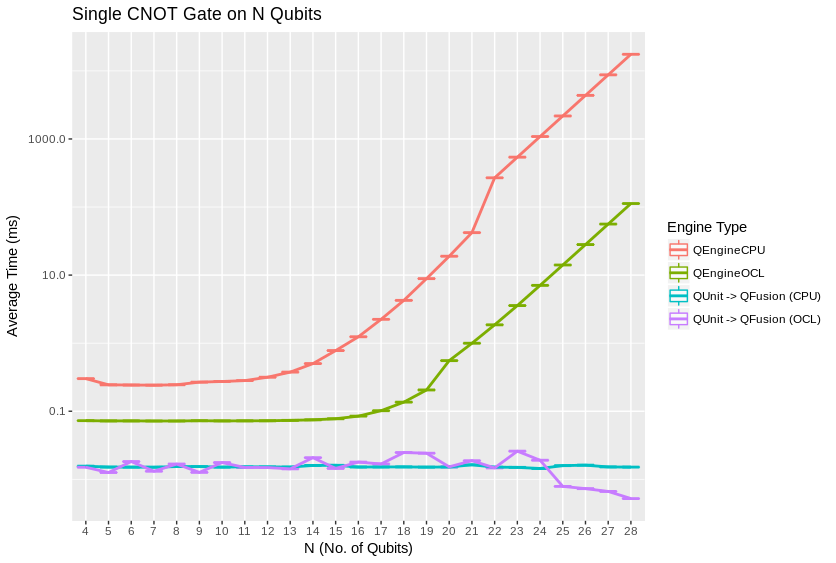 Single CNOT Gate on N Qubits
Average Time (ms)
1000.0
10.0
0.1
4 5 6 7 8 9 10 11 12 13 14 15 16 17 18 19 20 21 22 23 24 25 26 27 28
N (No. of Qubits)
Engine Type
QEngineCPU
QEngineOCL
QUnit -> QFusion (CPU)
QUnit -> QFusion (OCL)